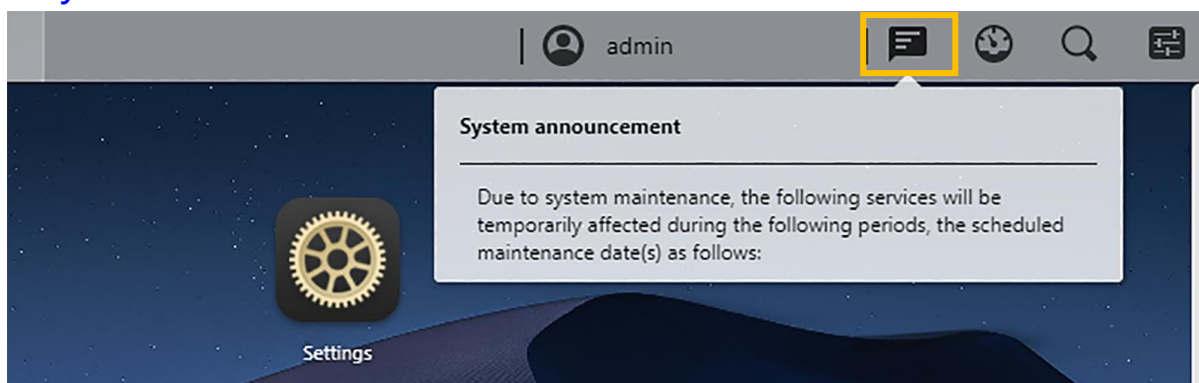 admin
System announcement
Due to system maintenance, the following services will be
temporarily affected during the following periods, the scheduled
maintenance date(s) as follows:
Settings